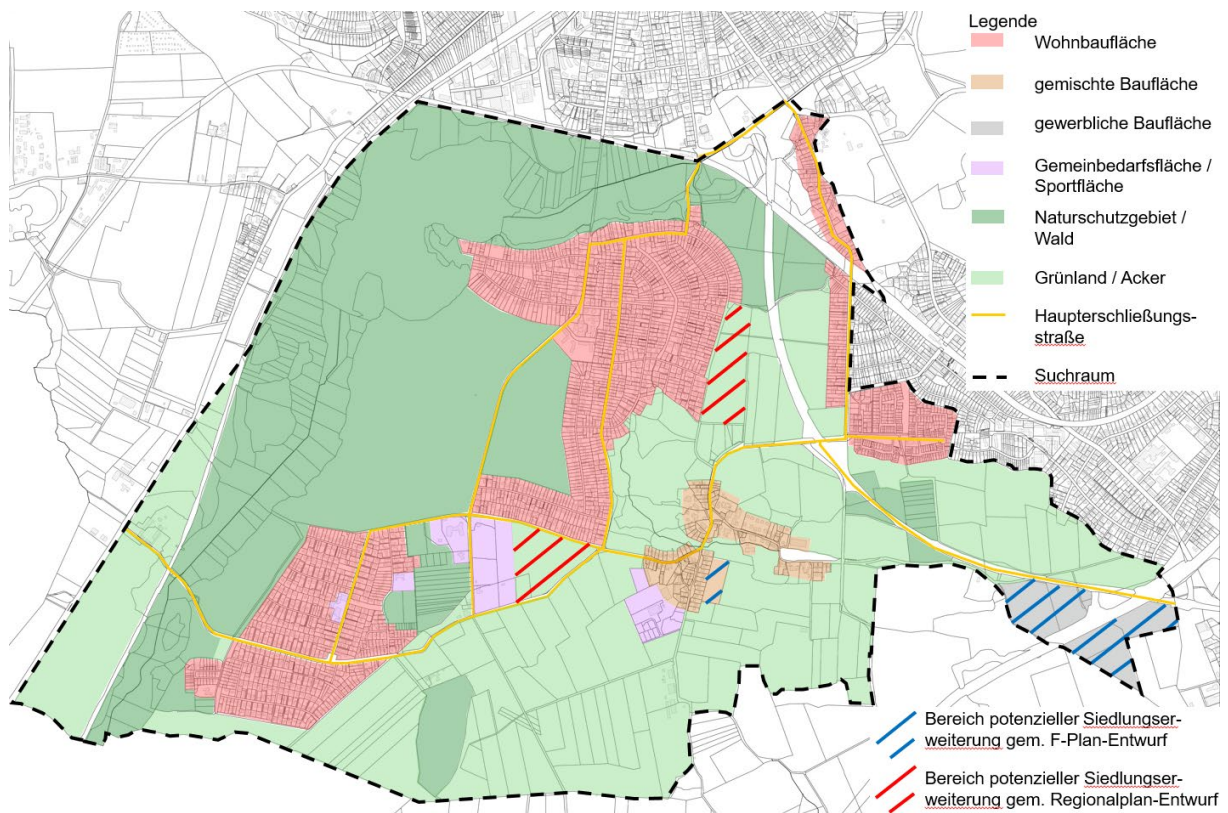 Legende
Wohnbaufläche
gemischte Baufläche
gewerbliche Baufläche
Gemeinbedarfsfläche /
Sportfläche
Naturschutzgebiet /
Wald
Grünland / Acker
Haupterschließungs-
straße
Suchraum
Bereich potenzieller Siedlungser-
weiterung gem. F-Plan-Entwurf
Bereich potenzieller Siedlungser-
weiterung gem. Regionalplan-Entwurf